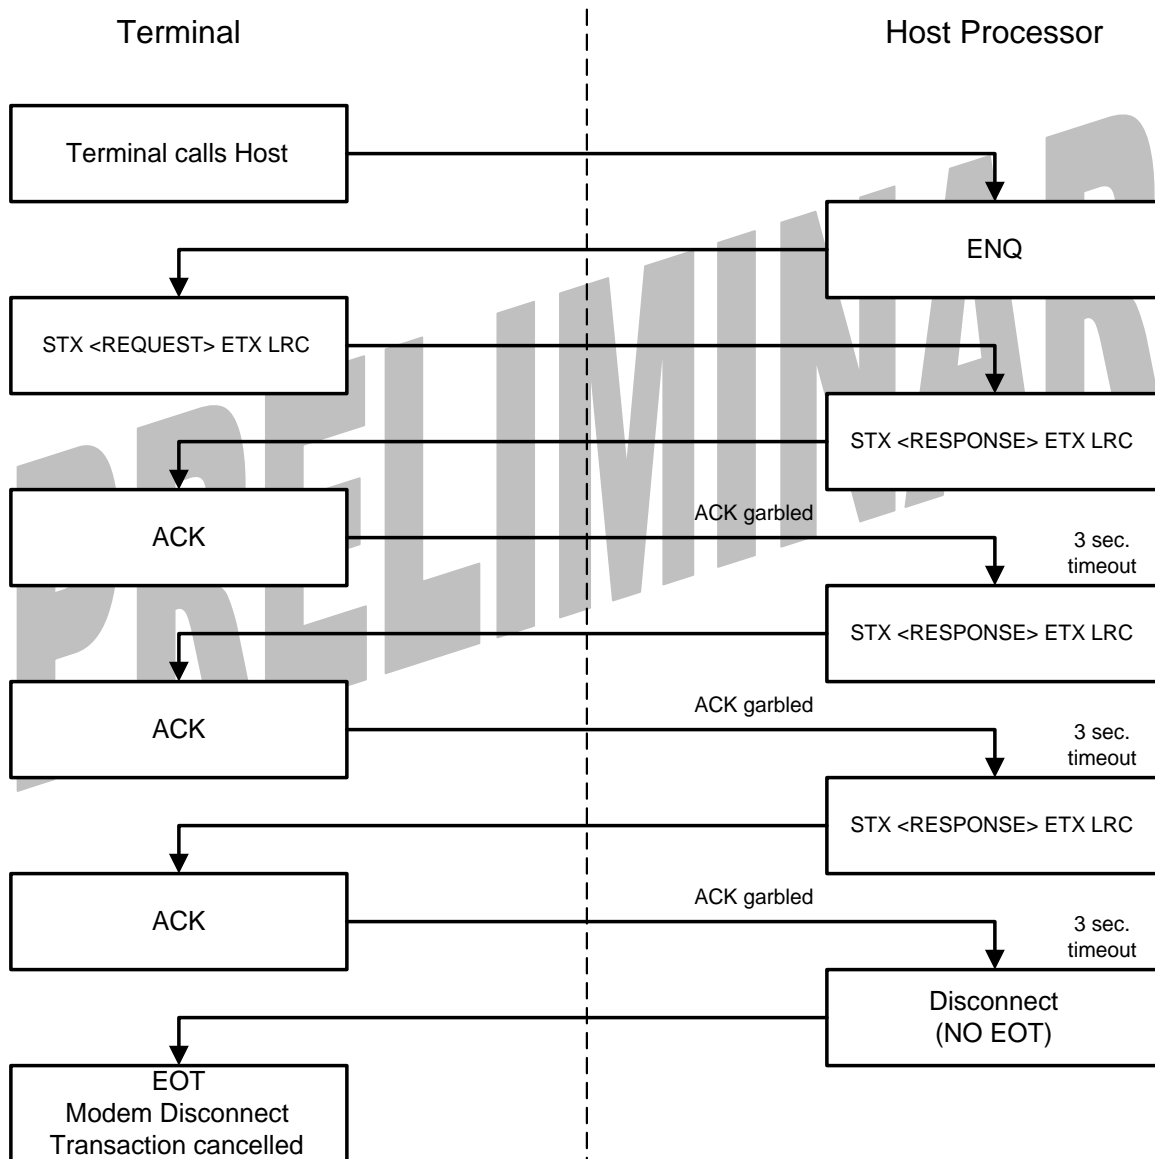 Terminal
Host Processor
Terminal calls Host
ENQ
STX <REQUEST> ETX LRC
STX <RESPONSE> ETX LRC
ACK
ACK garbled
3 sec.
timeout
STX <RESPONSE> ETX LRC
ACK
ACK garbled
3 sec.
timeout
STX <RESPONSE> ETX LRC
ACK
ACK garbled
3 sec.
timeout
Disconnect
(NO EOT)
EOT
Modem Disconnect
Transaction cancelled
PRELIMINAR